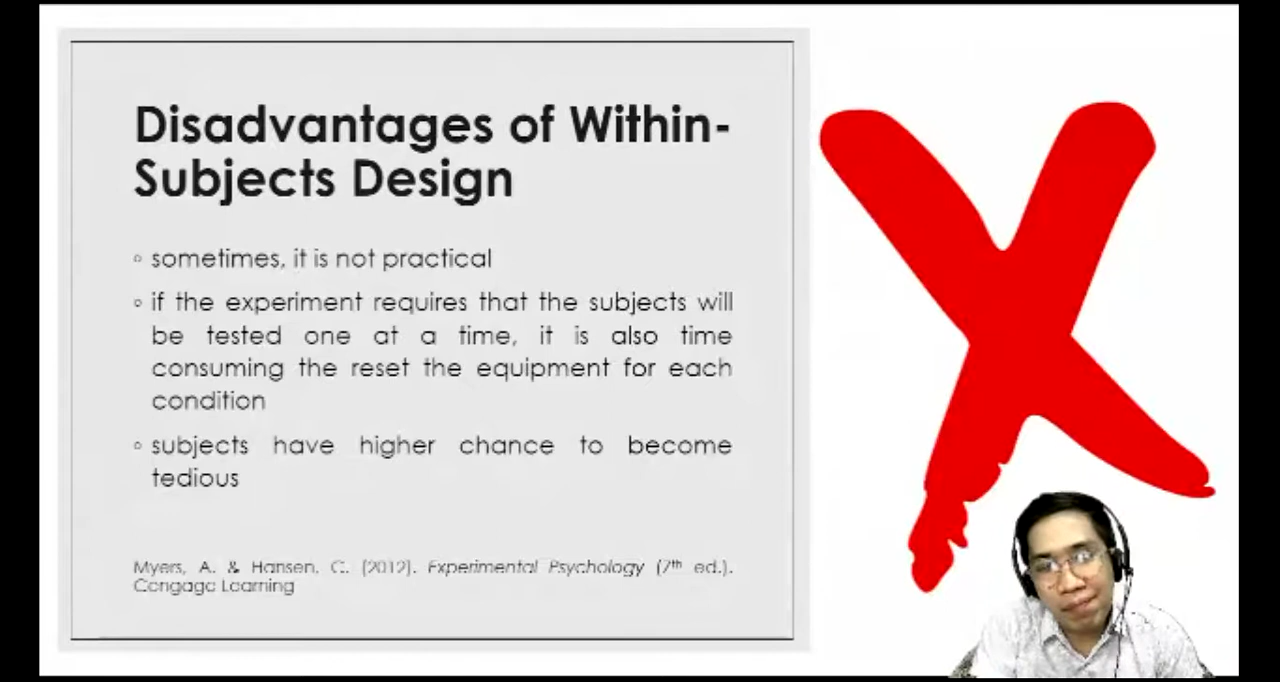 Disadvantages of Within-
Subjects Design
◦ sometimes, it is not practical
◦ if the experiment requires that the subjects will
be tested one at a time, it is also time
consuming the reset the equipment for each
condition
◦ subjects have higher chance to become
tedious
Myers, A. & Hansen, C. (2012). Experimental Psychology (7th ed.).
Cengage Learning